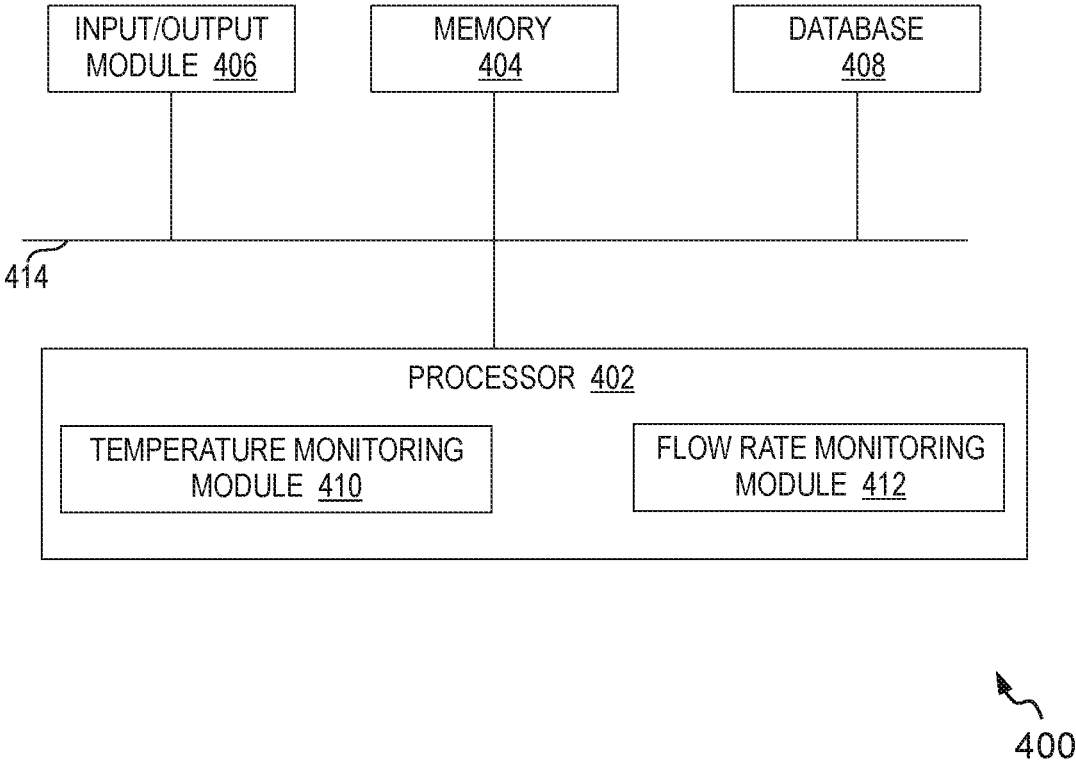 INPUT/OUTPUT
MODULE 406
MEMORY
404
DATABASE
408
414
PROCESSOR 402
TEMPERATURE MONITORING
MODULE 410
FLOW RATE MONITORING
MODULE 412
400